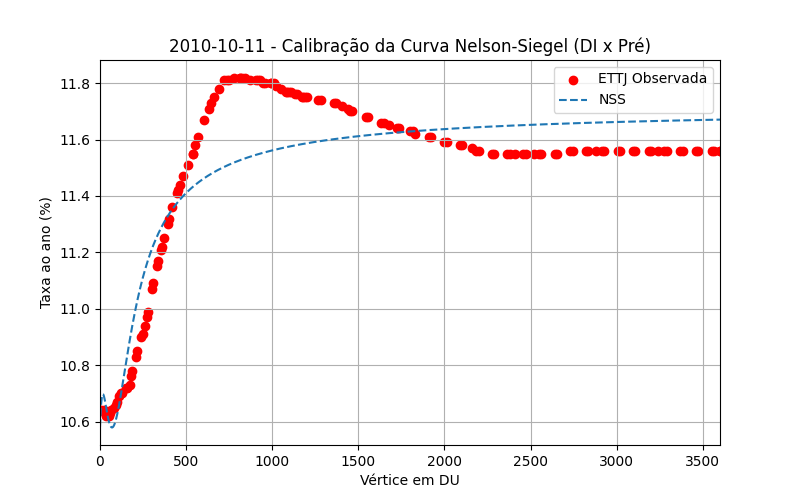 2010-10-11 - Calibração da Curva Nelson-Siegel (DI x Pré)
ETTJ Observada
NSS
Taxa ao ano (%)
11.8
11.6
11.4
11.2
11.0
10.8
10.6
0 500 1000 1500 2000 2500 3000 3500
Vértice em DU